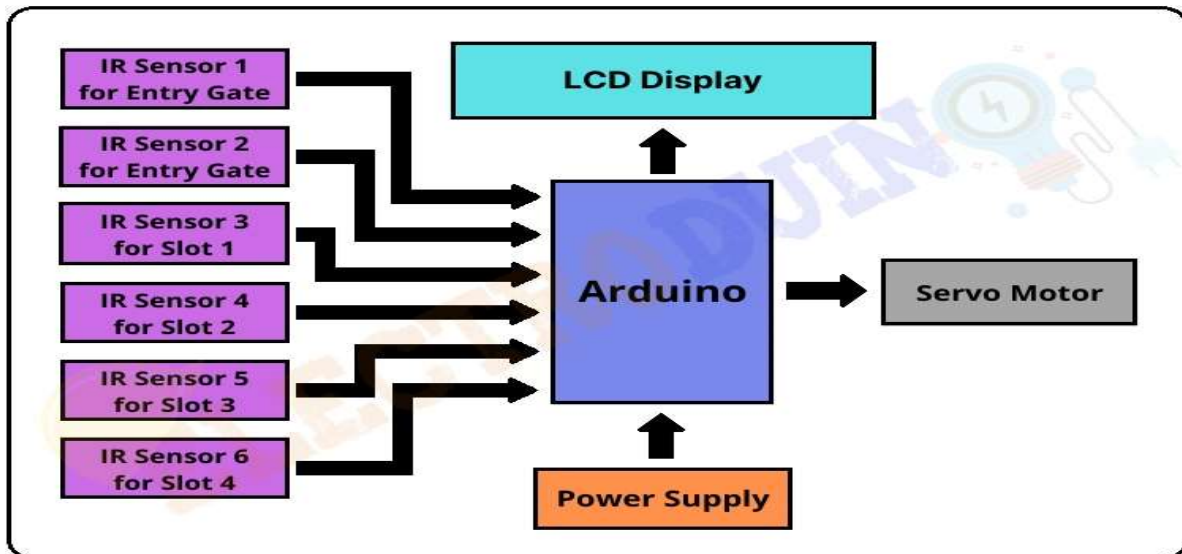 IR Sensor 1
for Entry Gate
LCD Display
IR Sensor 2
for Entry Gate
IR Sensor 3
for Slot 1
IR Sensor 4
for Slot 2
IR Sensor 5
for Slot 3
IR Sensor 6
for Slot 4
Arduino
Servo Motor
Power Supply
ELECTRODUINO